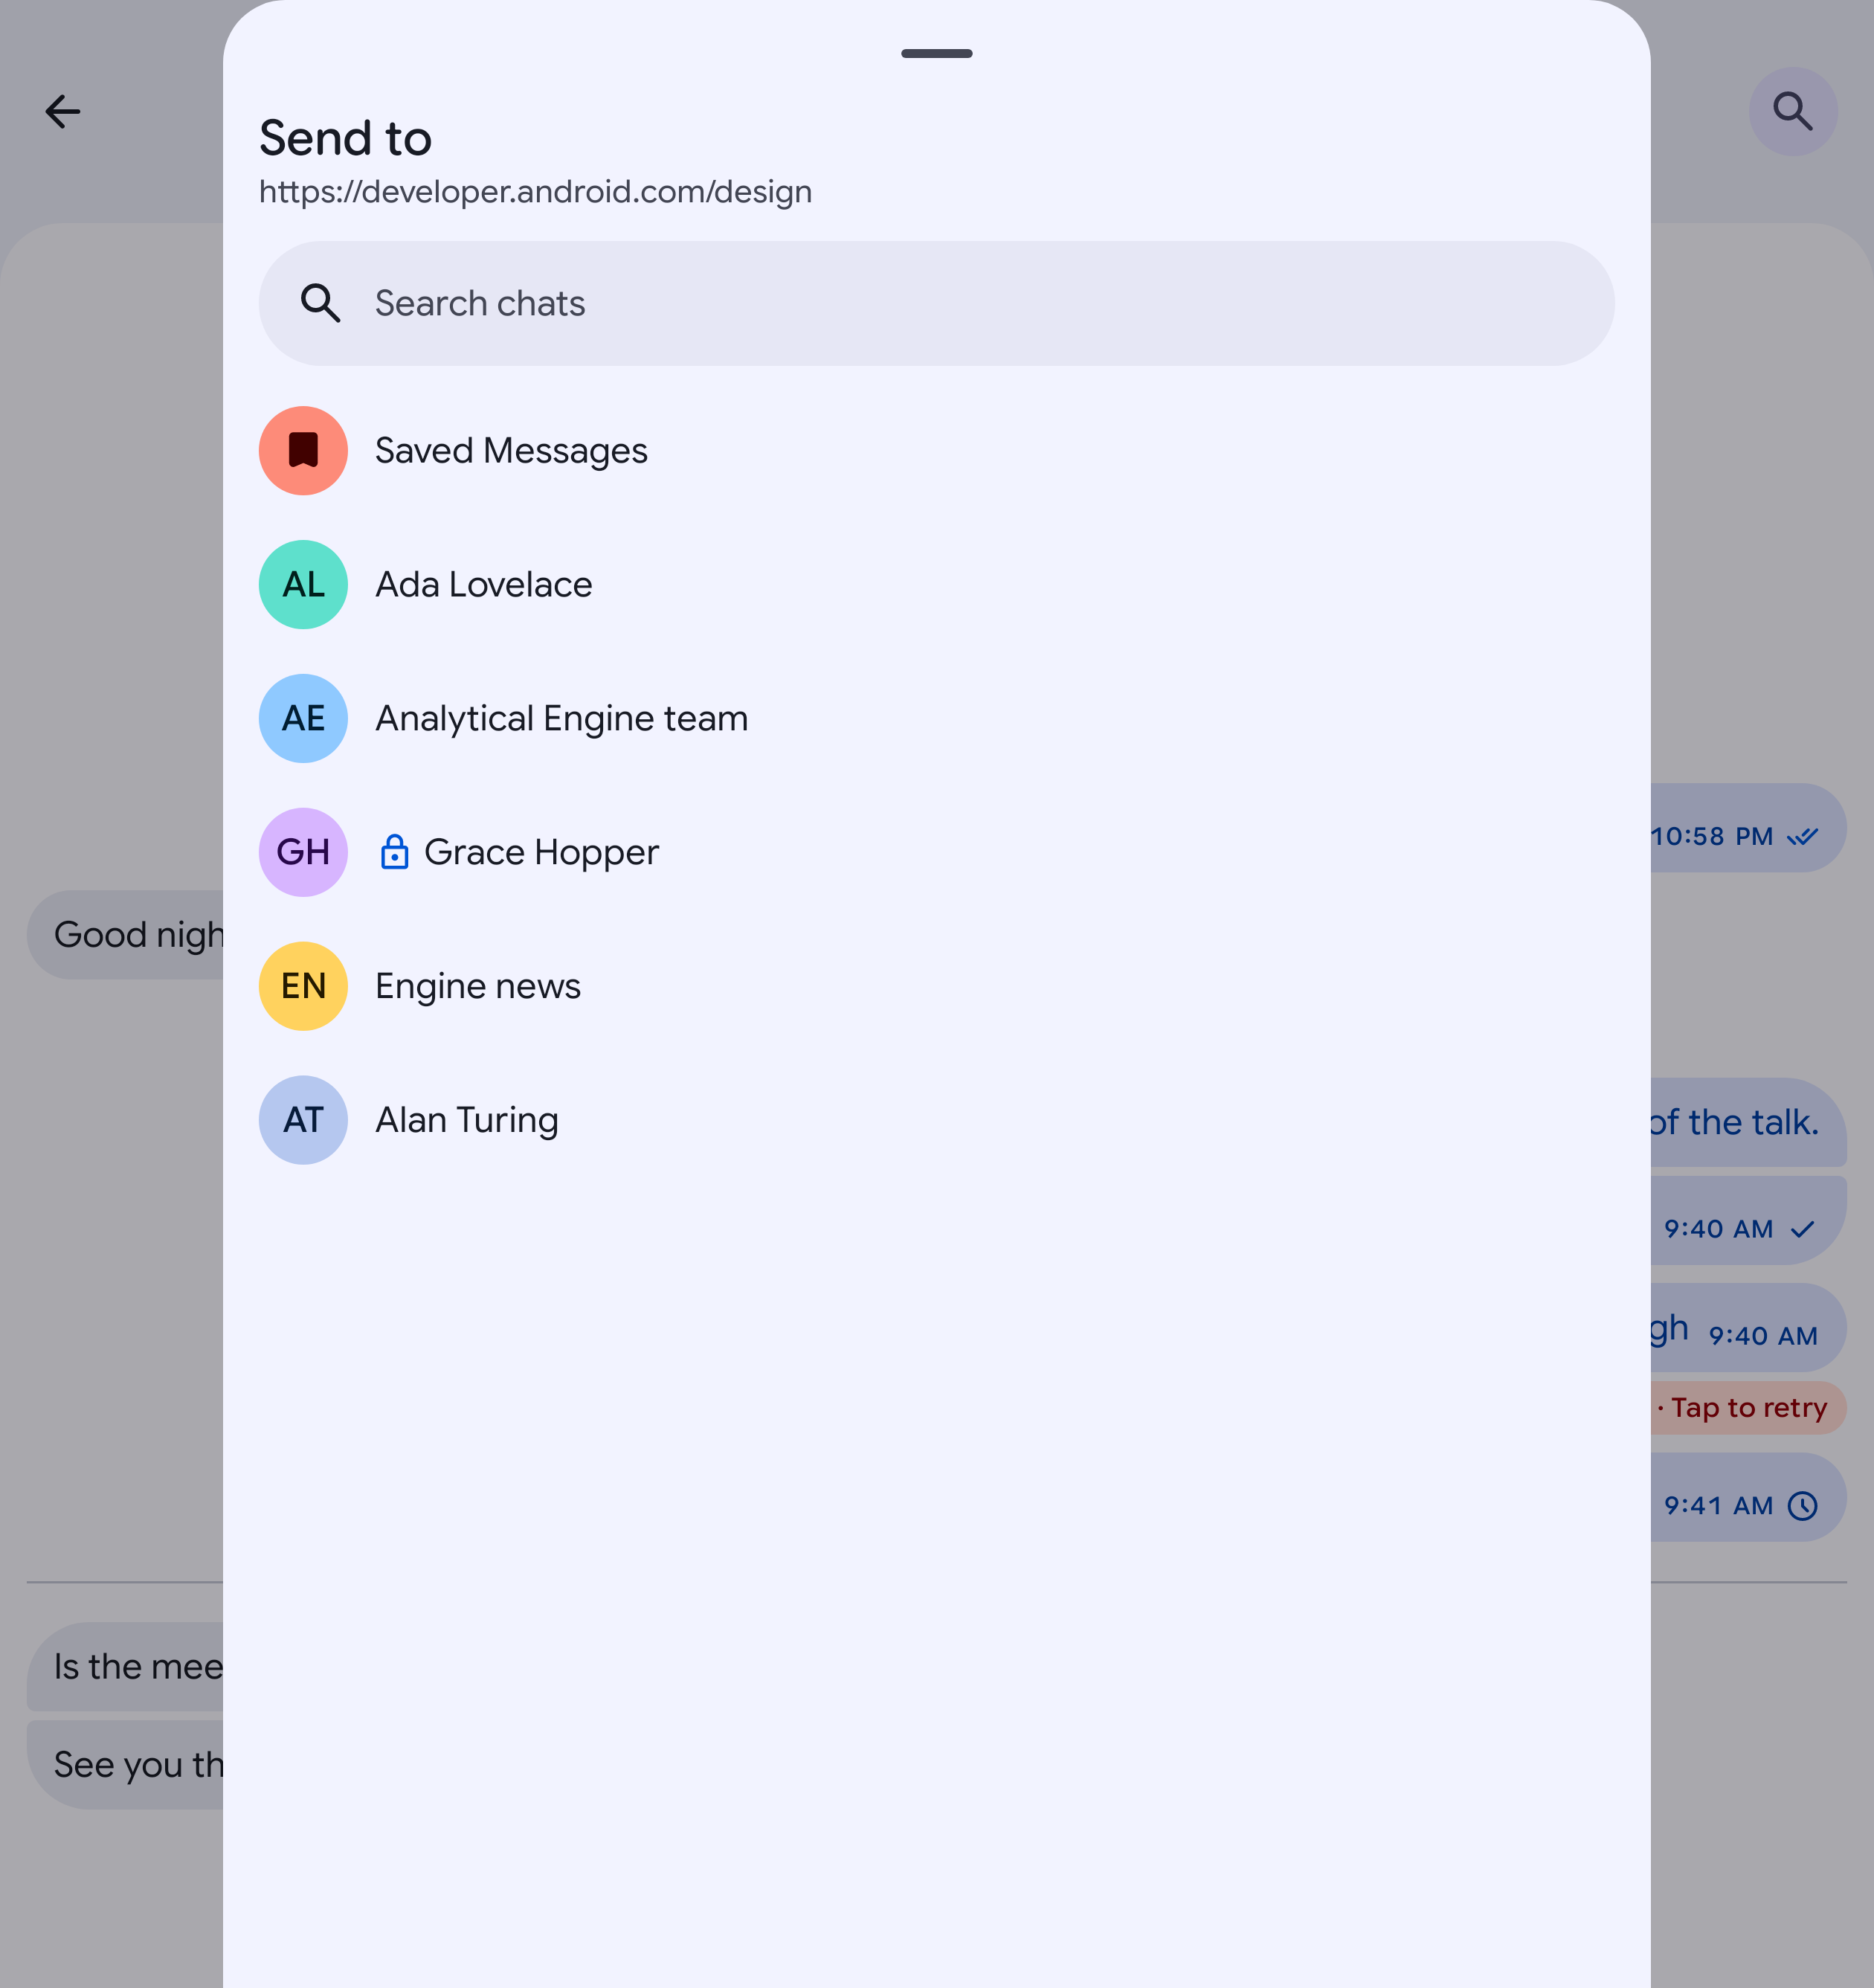 Send to
https://developer.android.com/design
Search chats
Saved Messages
AL Ada Lovelace
AE Analytical Engine team
10:58 PM
GH Grace Hopper
Good nigh
EN Engine news
AT Alan Turing
of the talk.
9:40 AM
gh 9:40 AM
· Tap to retry
9:41 AM
Is the mee
See you th